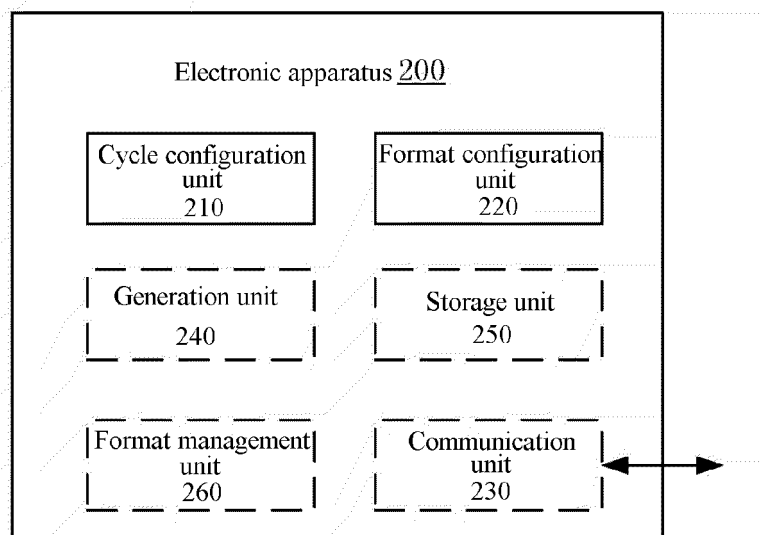 Electronic apparatus 200
Cycle configuration
unit
210
Format configuration
unit
220
Generation unit
240
Storage unit
250
Format management
unit
260
Communication
unit
230